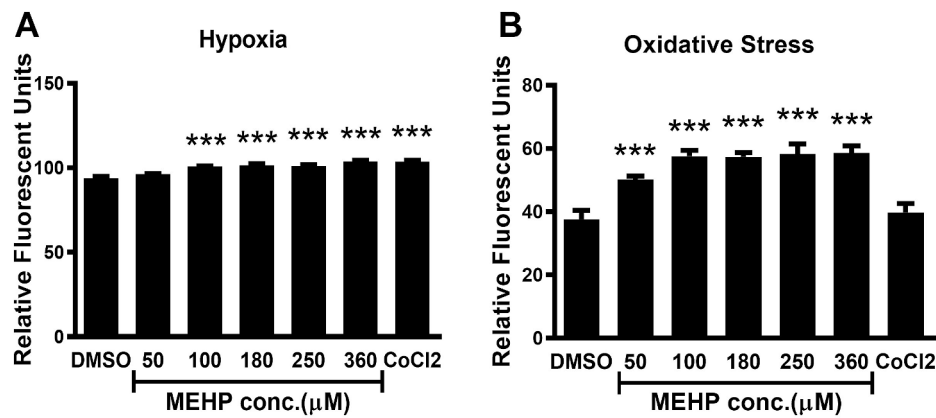 A
Hypoxia
Relative Fluorescent Units
150
100
50
0
*** *** *** *** ***
DMSO 50 100 180 250 360 CoCl2
MEHP conc.(μM)
B
Oxidative Stress
Relative Fluorescent Units
80
60
40
20
0
*** *** *** *** ***
DMSO 50 100 180 250 360 CoCl2
MEHP conc.(μM)